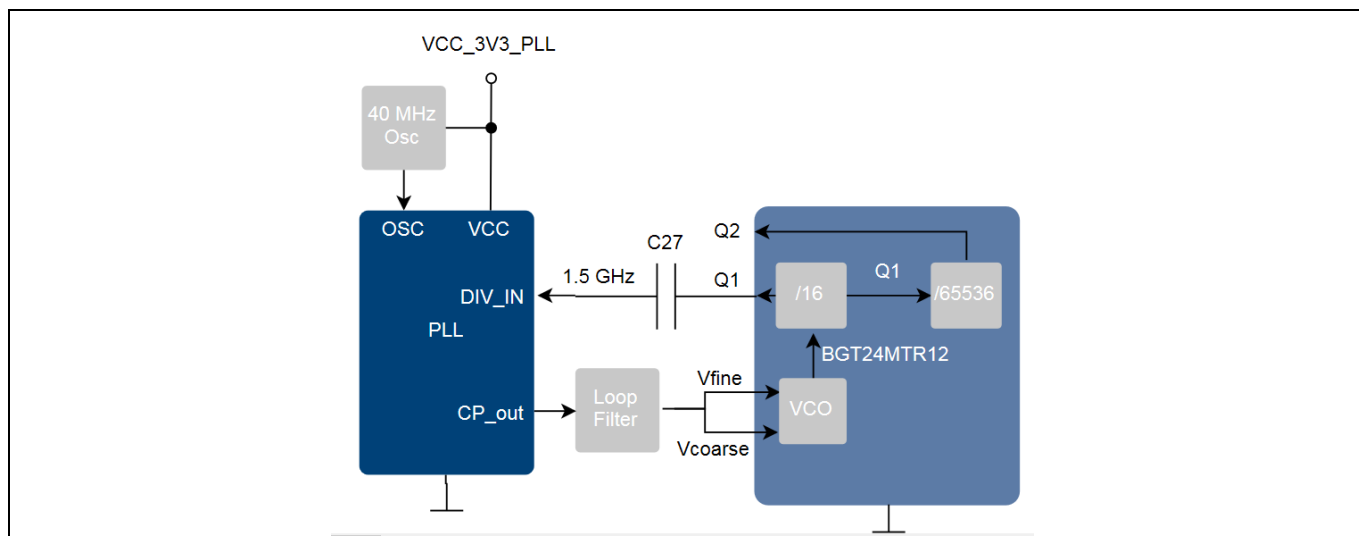 VCC_3V3_PLL
40 MHz
Osc
OSC
VCC
C27
Q2
1.5 GHz
Q1
/16
Q1
/65536
DIV_IN
PLL
BGT24MTR12
Vfine
Loop
Filter
VCO
CP_out
Vcoarse